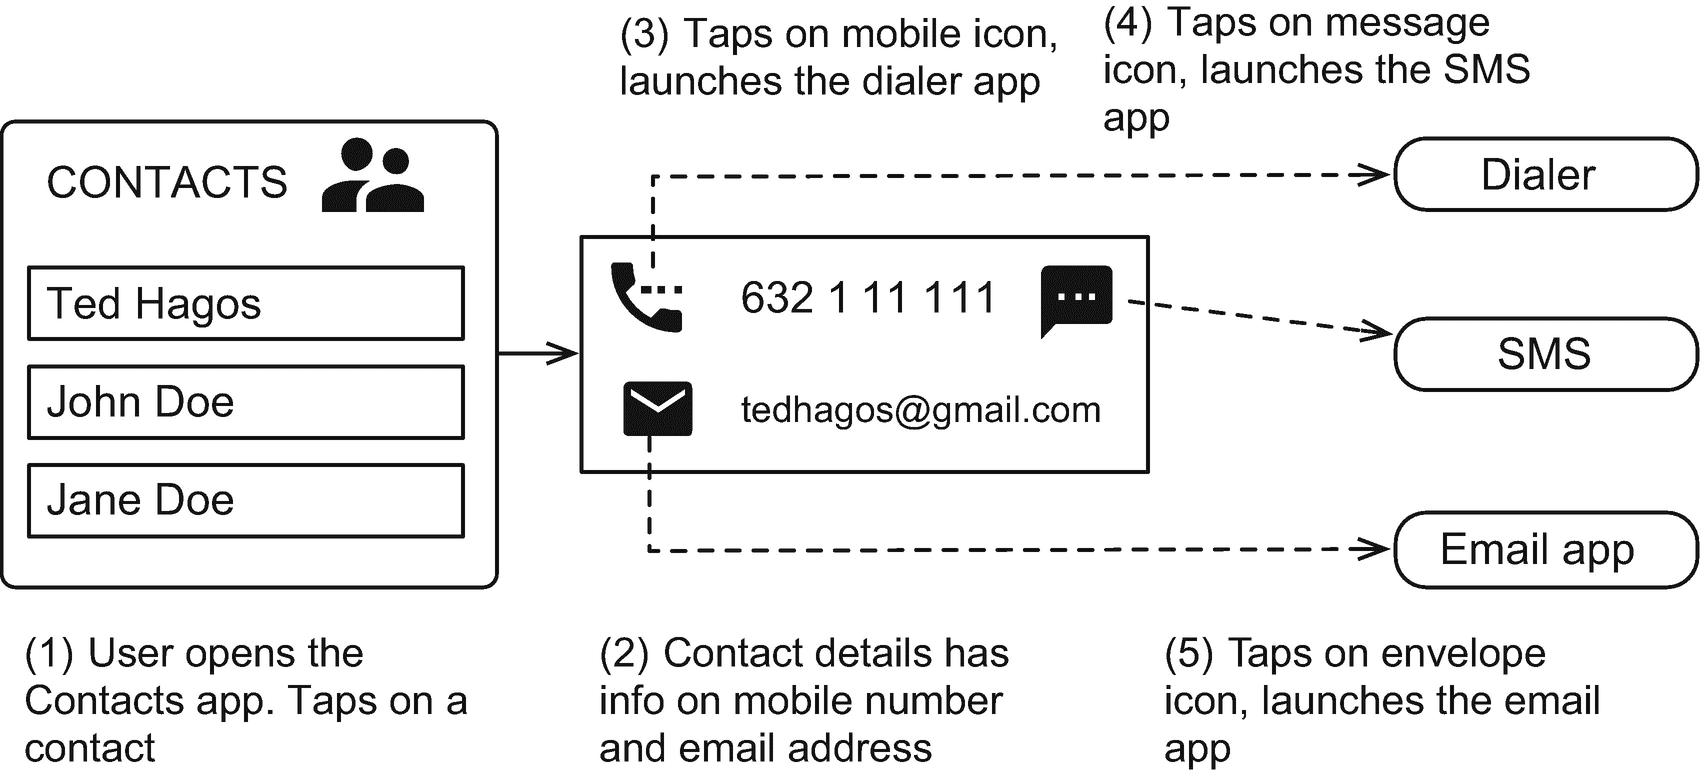 (3) Taps on mobile icon,
launches the dialer app
(4) Taps on message
icon, launches the SMS
app
CONTACTS
Ted Hagos
John Doe
Jane Doe
632 1 11 111
tedhagos@gmail.com
Dialer
SMS
Email app
(1) User opens the
Contacts app. Taps on a
contact
(2) Contact details has
info on mobile number
and email address
(5) Taps on envelope
icon, launches the email
app